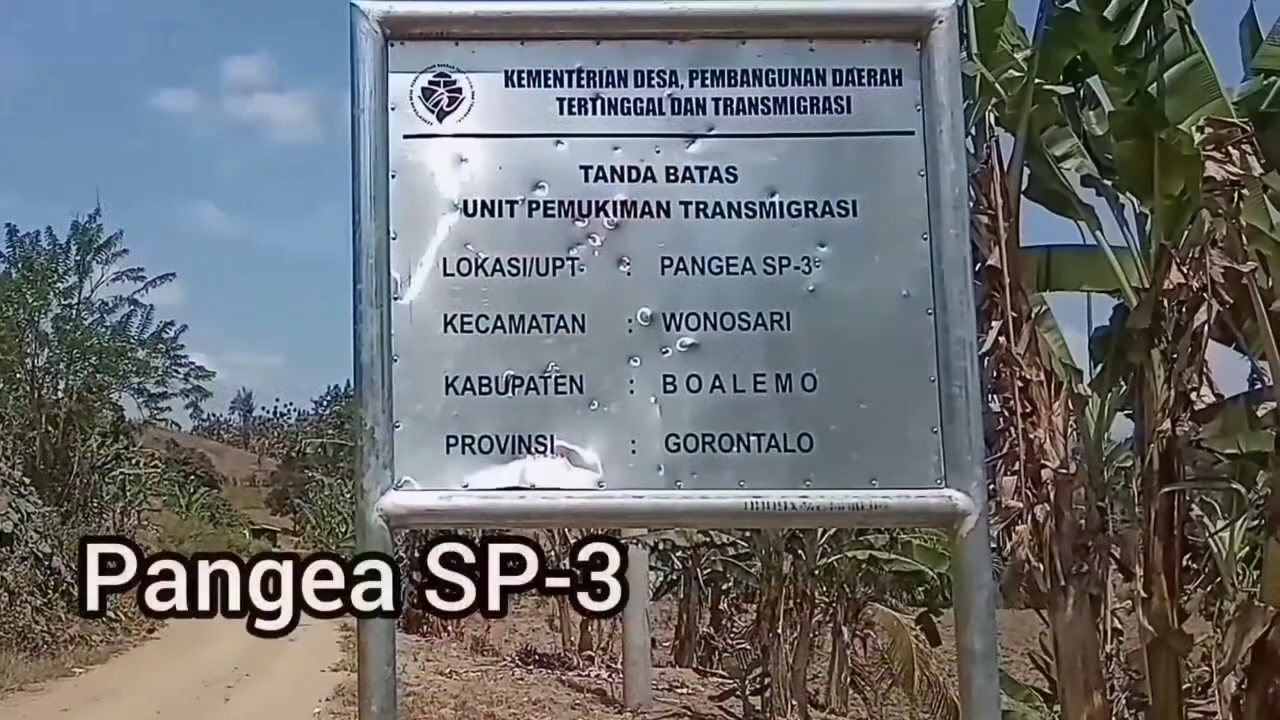 KEMENTERIAN DESA, PEMBANGUNAN DAERAH
TERTINGGAL DAN TRANSMIGRASI
TANDA BATAS
UNIT PEMUKIMAN TRANSMIGRASI
LOKASI/UPT : PANGEA SP-3
KECAMATAN : WONOSARI
KABUPATEN : BOALEMO
PROVINSI : GORONTALO
Pangea SP-3